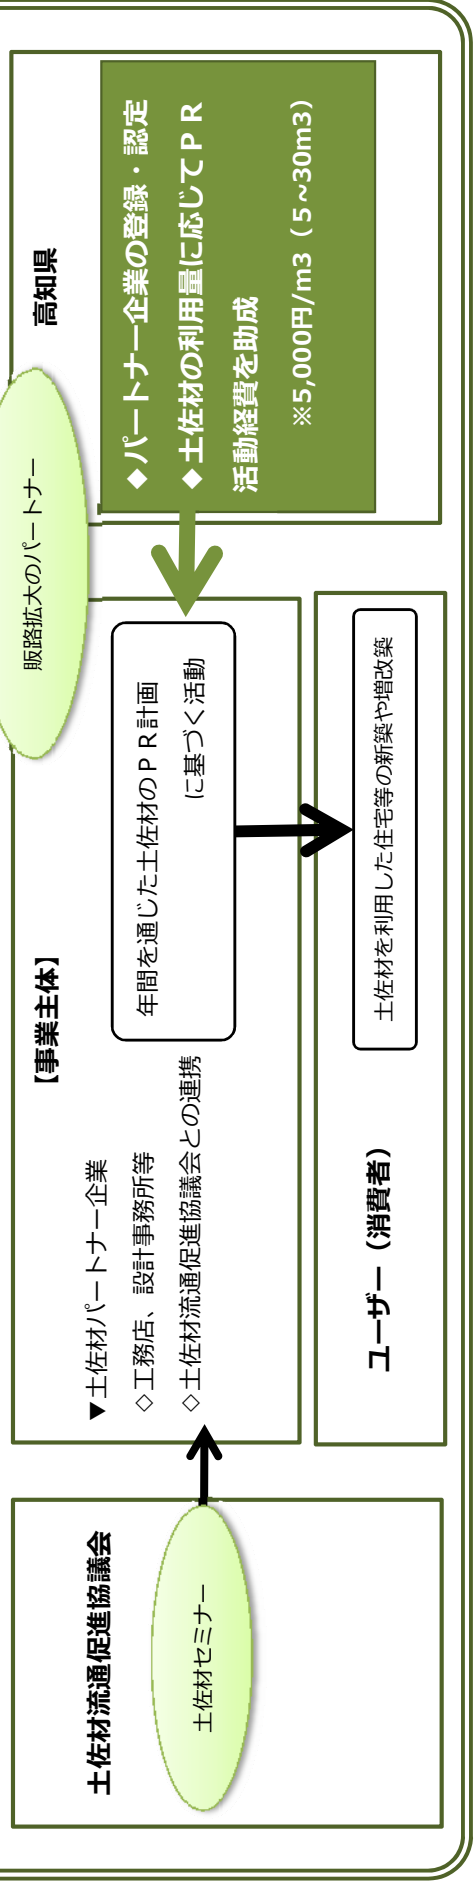 土佐材流通促進協議会
土佐材セミナー
【事業主体】
▼土佐材パートナー企業
◇工務店、設計事務所等
◇土佐材流通促進協議会との連携
年間を通じた土佐材のＰＲ計画
に基づく活動
販路拡大のパートナー
高知県
◆パートナー企業の登録・認定
◆土佐材の利用量に応じてＰＲ
活動経費を助成
※5,000円/m3（５~30m3）
ユーザー（消費者）
土佐材を利用した住宅等の新築や増改築